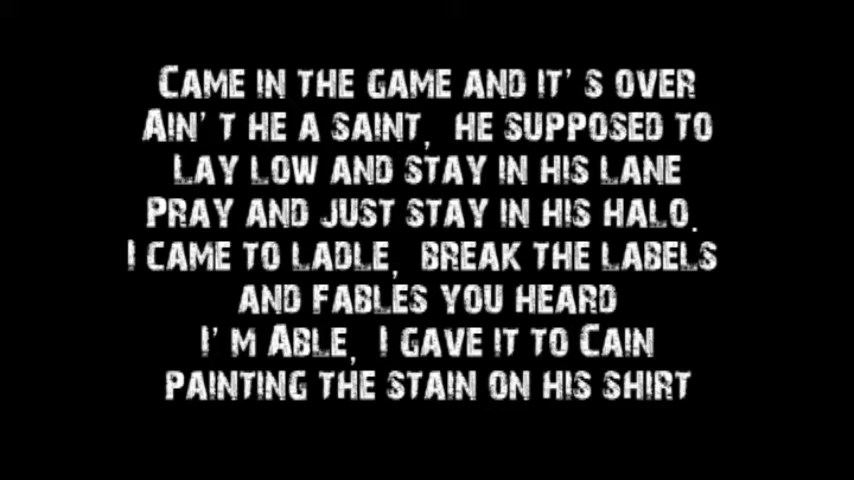 Came in the game and it's over
Ain't he a saint, he supposed to
Lay low and stay in his lane
Pray and just stay in his halo.
I came to ladle, break the labels
and fables you heard
I'm Able, I gave it to Cain
painting the stain on his shirt